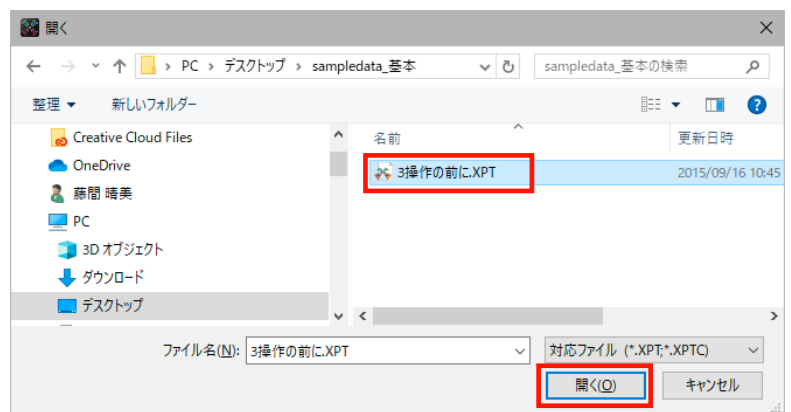 開く
PC › デスクトップ › sampledata_基本
sampledata_基本の検索
整理
新しいフォルダー
Creative Cloud Files
OneDrive
藤間 晴美
PC
3D オブジェクト
ダウンロード
デスクトップ
名前
更新日時
3操作の前に.XPT
2015/09/16 10:45
ファイル名(N):
3操作の前に.XPT
対応ファイル (*.XPT;*.XPTC)
開く(O)
キャンセル